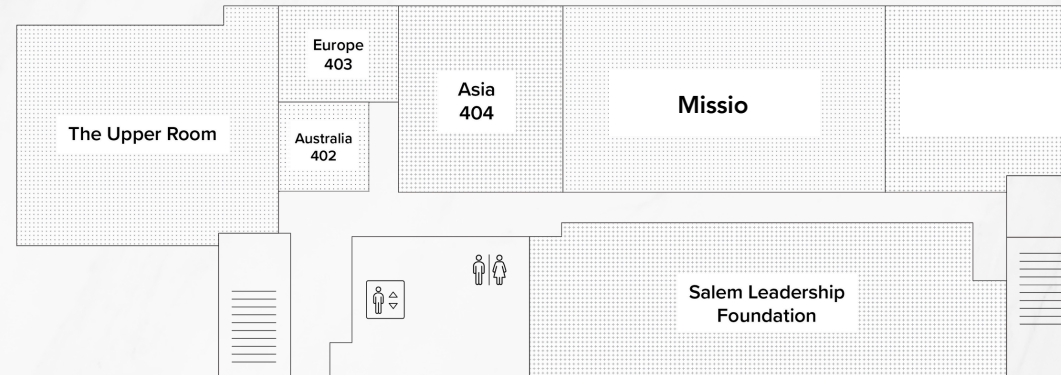 The Upper Room
Europe
403
Australia
402
Asia
404
Missio
Salem Leadership
Foundation